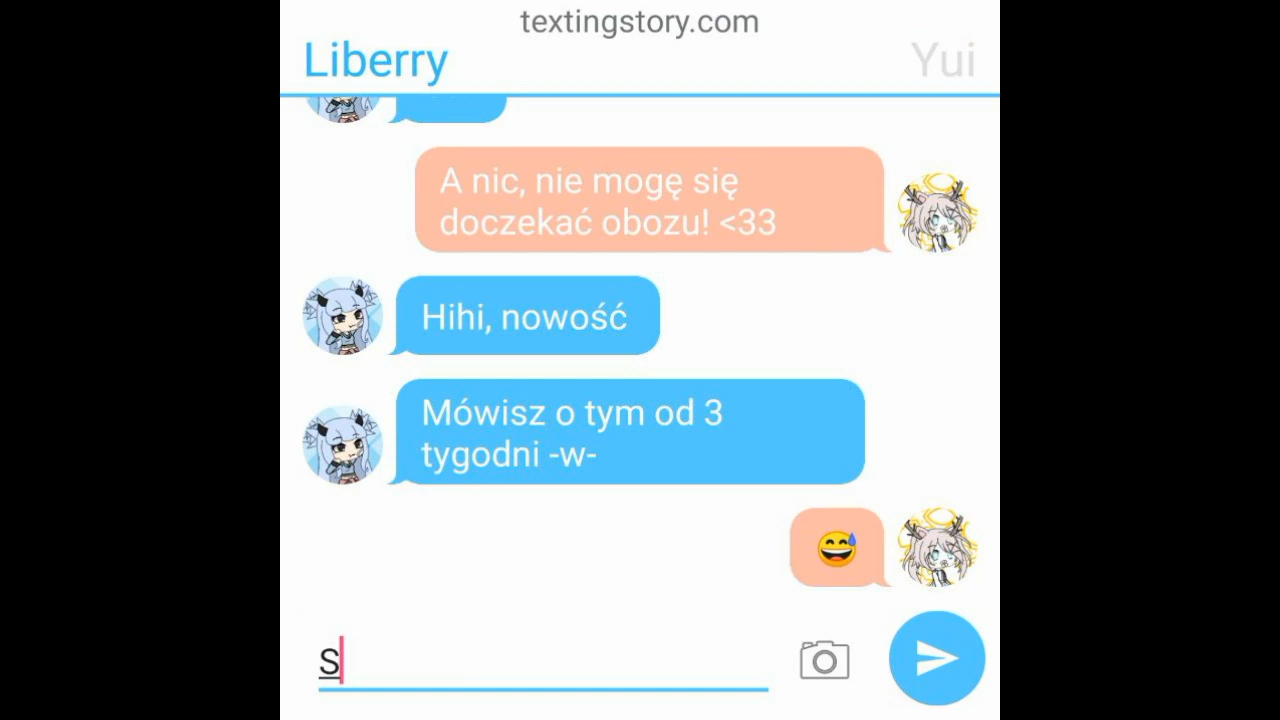 textingstory.com
Liberry
Yui
A nic, nie mogę się
doczekać obozu! <33
Hihi, nowość
Mówisz o tym od 3
tygodni -w-
😅
S